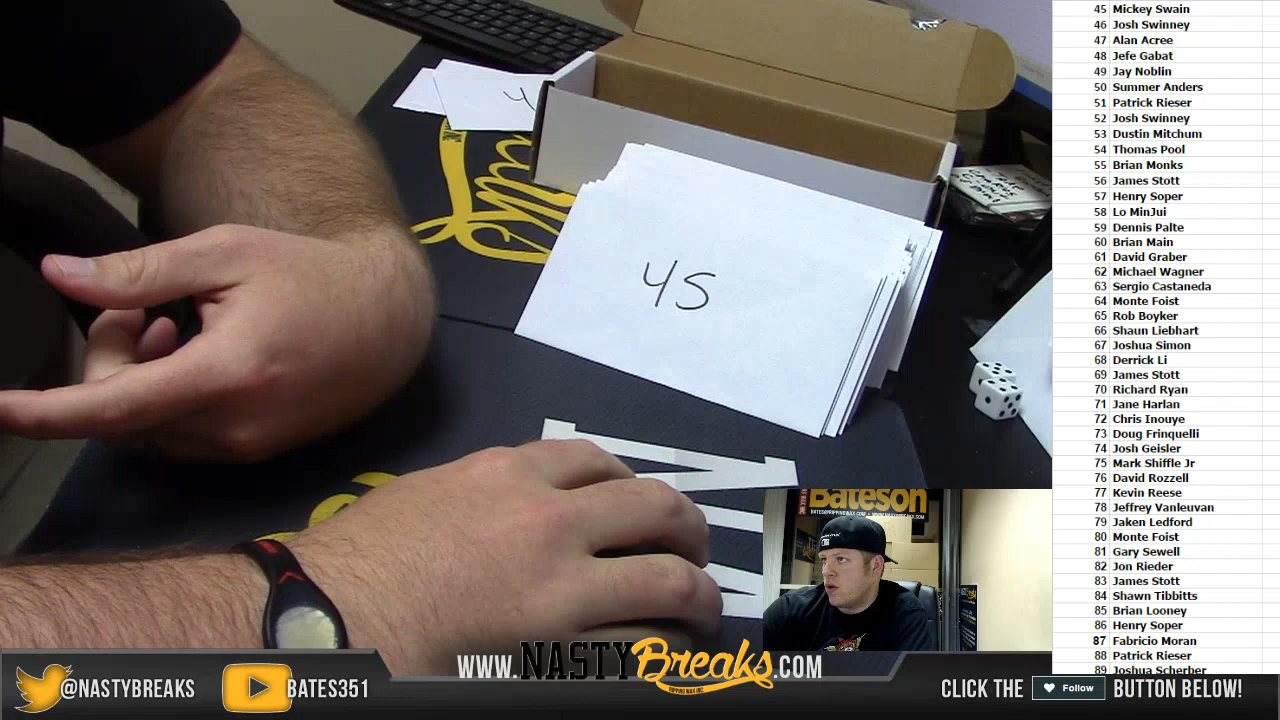 45 Mickey Swain
46 Josh Swinney
47 Alan Acree
48 Jefe Gabat
49 Jay Noblin
50 Summer Anders
51 Patrick Rieser
52 Josh Swinney
53 Dustin Mitchum
54 Thomas Pool
55 Brian Monks
56 James Stott
57 Henry Soper
58 Lo MinJui
59 Dennis Palte
60 Brian Main
61 David Graber
62 Michael Wagner
63 Sergio Castaneda
64 Monte Foist
65 Rob Boyker
66 Shaun Liebhart
67 Joshua Simon
68 Derrick Li
69 James Stott
70 Richard Ryan
71 Jane Harlan
72 Chris Inouye
73 Doug Frinquelli
74 Josh Geisler
75 Mark Shiffle Jr
76 David Rozzell
77 Kevin Reese
78 Jeffrey Vanleuvan
79 Jaken Ledford
80 Monte Foist
81 Gary Sewell
82 Jon Rieder
83 James Stott
84 Shawn Tibbitts
85 Brian Looney
86 Henry Soper
87 Fabricio Moran
88 Patrick Rieser
89 Joshua Scherber
4
45
Bateson
@NASTYBREAKS
BATES351
WWW.NASTYBreaks.COM
RIPPING WAX INC.
CLICK THE Follow BUTTON BELOW!